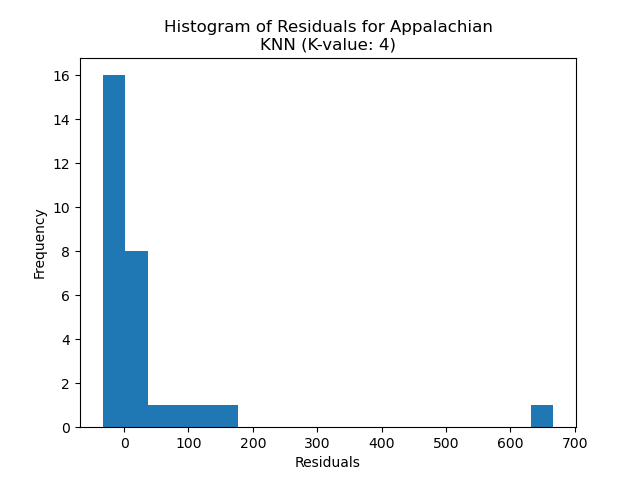 Histogram of Residuals for Appalachian
KNN (K-value: 4)
16
14
12
10
8
6
4
2
0
Frequency
0 100 200 300 400 500 600 700
Residuals